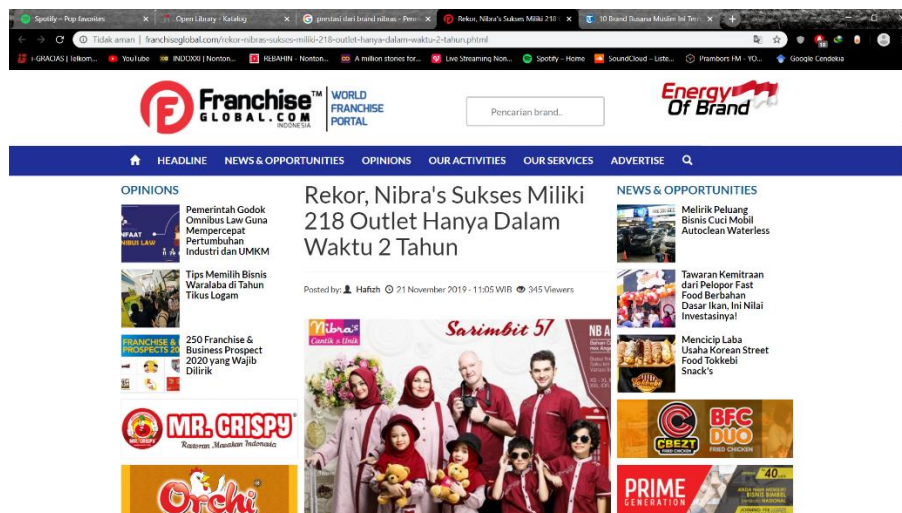 Spotify – Pop favorites
Open Library - Katalog
prestasi dari brand nibras - Pene
Rekor, Nibra's Sukses Miliki 218
10 Brand Busana Muslim Ini Ter
Tidak aman | franchiseglobal.com/rekor-nibras-sukses-miliki-218-outlet-hanya-dalam-waktu-2-tahun.phtml
i-GRACIAS | Telkom...
YouTube
INDOXXI | Nonton...
REBAHIN - Nonton...
A million stories for...
Live Streaming Non...
Spotify – Home
SoundCloud – Liste...
Prambors FM - YO...
Google Cendekia
Franchise™
GLOBAL.COM
INDONESIA
WORLD
FRANCHISE
PORTAL
Pencarian brand..
Energy
Of Brand
HEADLINE NEWS & OPPORTUNITIES OPINIONS OUR ACTIVITIES OUR SERVICES ADVERTISE
OPINIONS
Pemerintah Godok
Omnibus Law Guna
Mempercepat
Pertumbuhan
Industri dan UMKM
Tips Memilih Bisnis
Waralaba di Tahun
Tikus Logam
250 Franchise &
Business Prospect
2020 yang Wajib
Dilirik
MR. CRISPY
Restoran Masakan Indonesia
Orchi
Rekor, Nibra's Sukses Miliki
218 Outlet Hanya Dalam
Waktu 2 Tahun
Posted by: Hafizh 21 November 2019 - 11:05 WIB 345 Viewers
Nibra's
Cantik & Unik
Sarimbit 57
NB A
NEWS & OPPORTUNITIES
Melirik Peluang
Bisnis Cuci Mobil
Autoclean Waterless
Tawaran Kemitraan
dari Pelopor Fast
Food Berbahan
Dasar Ikan, Ini Nilai
Investasinya!
Mencicip Laba
Usaha Korean Street
Food Tokkebi
Snack's
CBEZT
FRIED CHICKEN
BFC
DUO
FRIED CHICKEN
PRIME
GENERATION
40